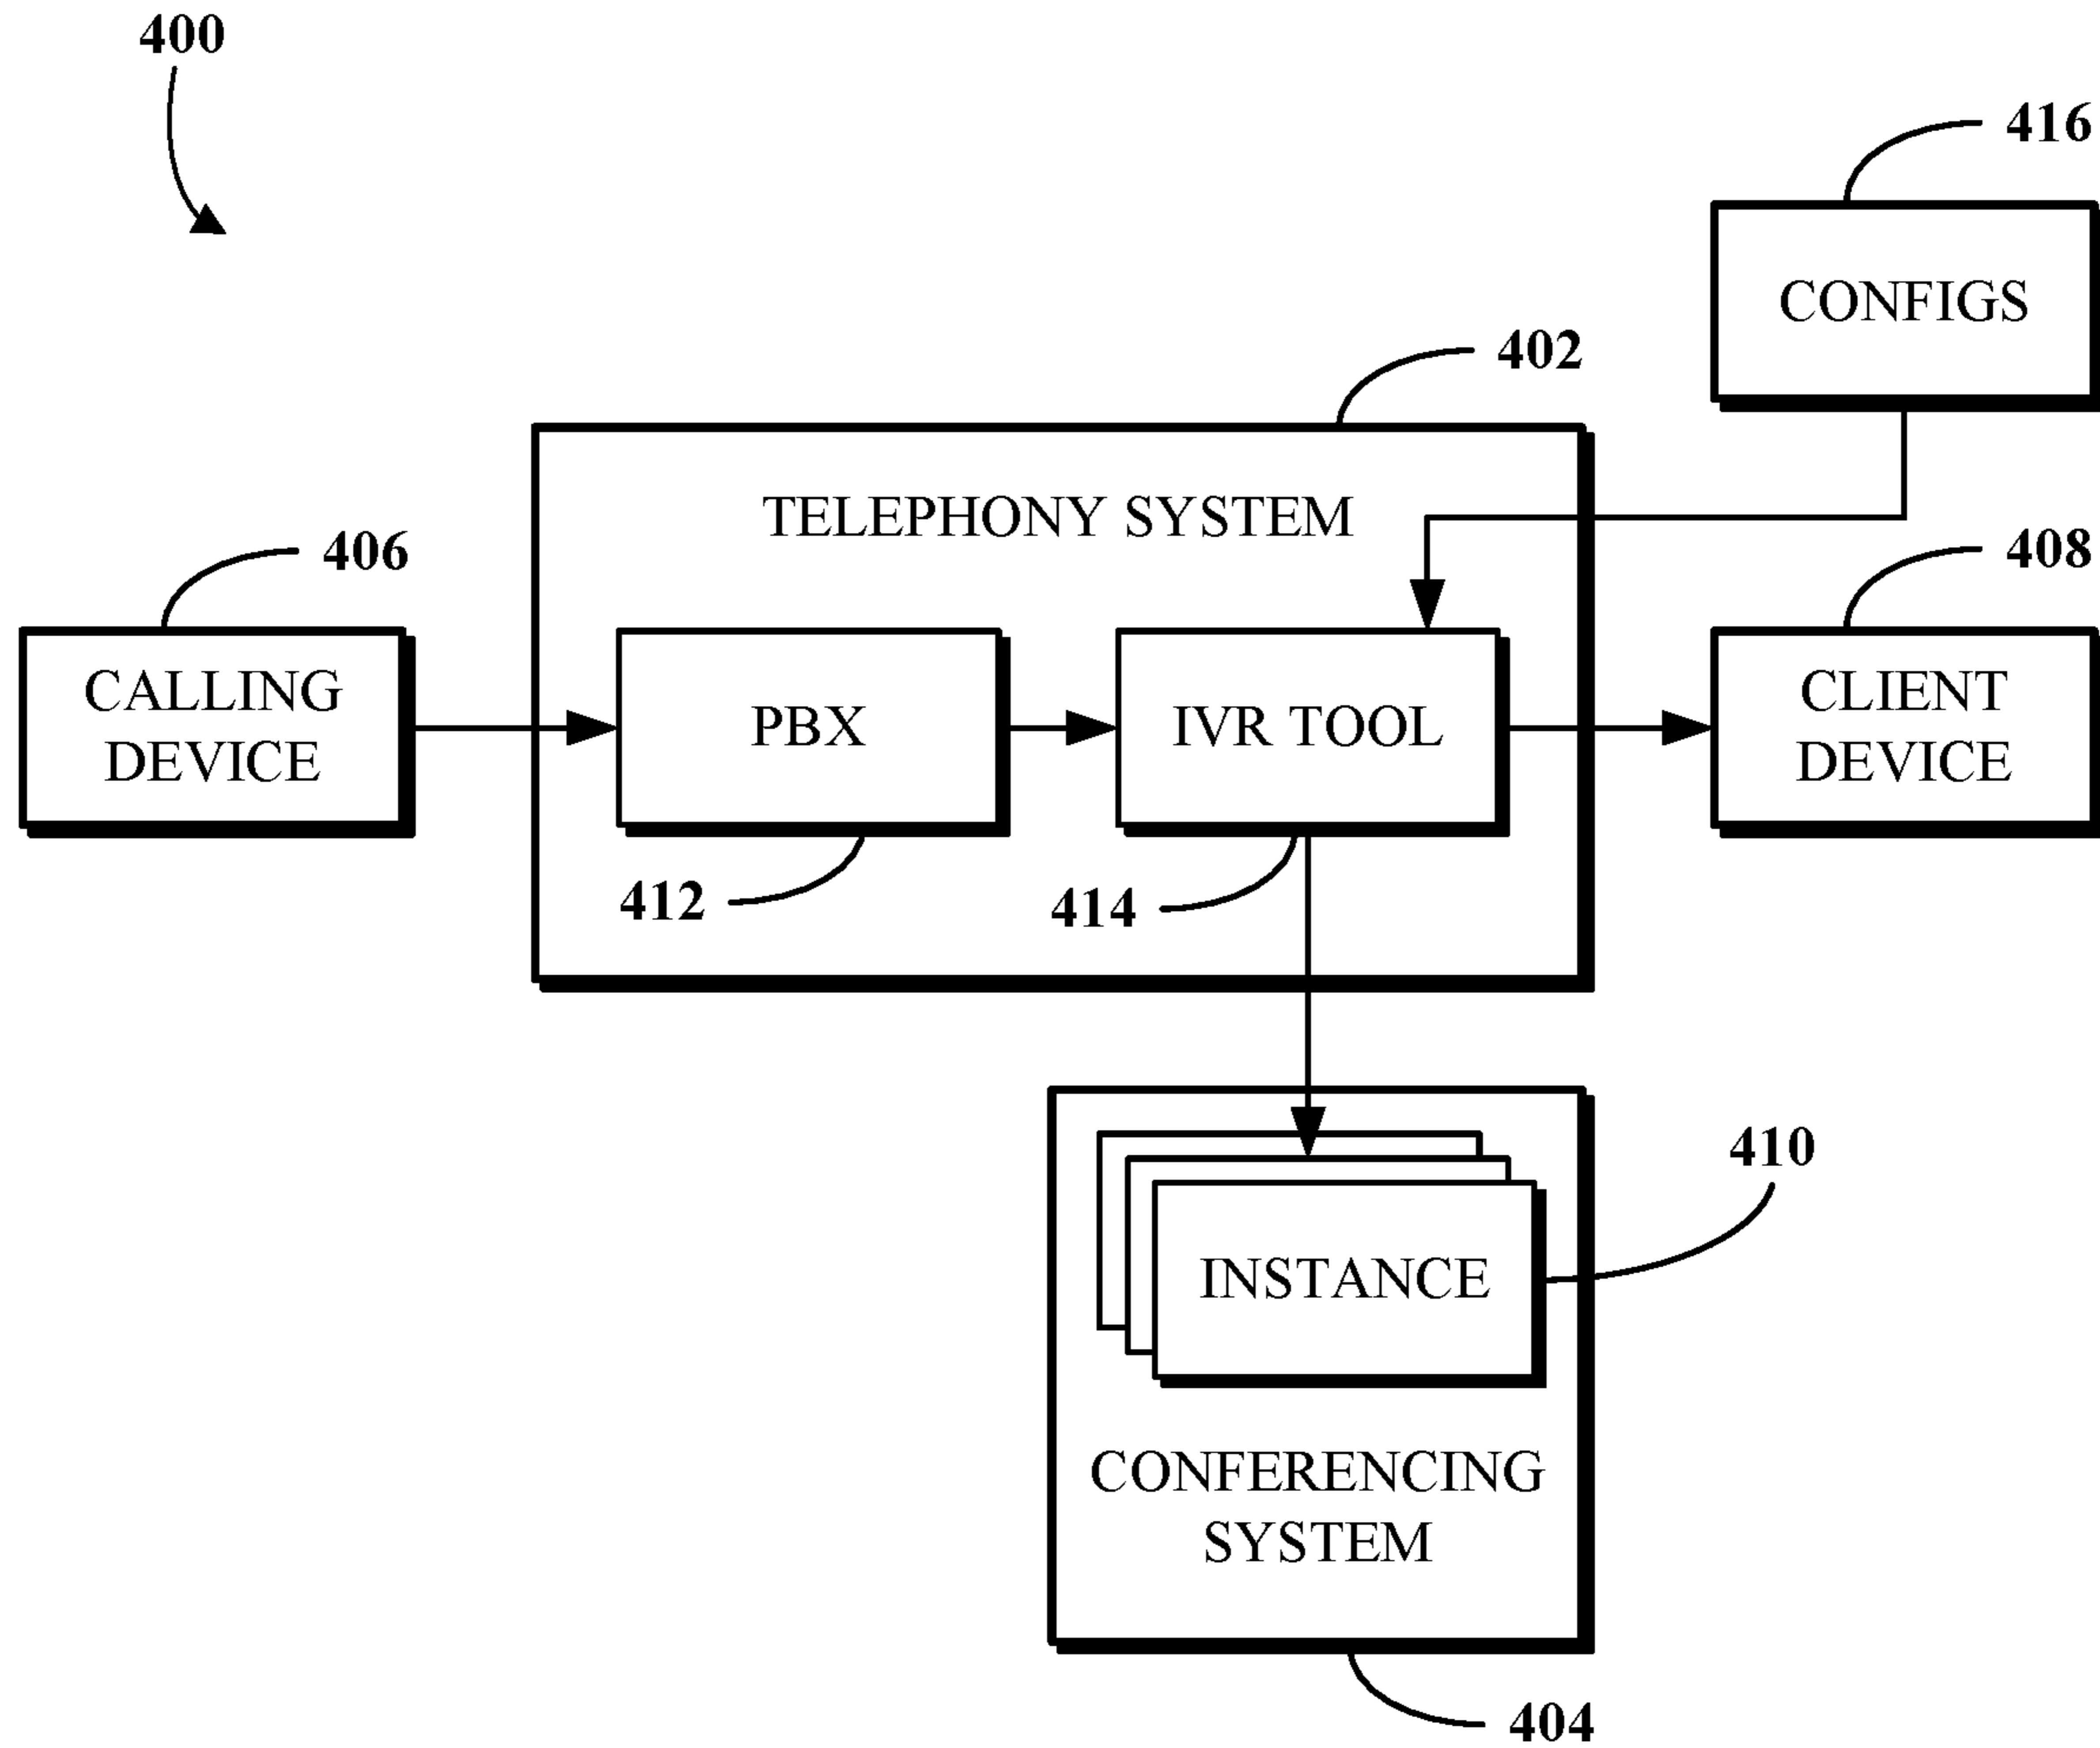 400
416
CONFIGS
402
TELEPHONY SYSTEM
406
408
CALLING
DEVICE
PBX
IVR TOOL
CLIENT
DEVICE
412
414
410
INSTANCE
CONFERENCING
SYSTEM
404